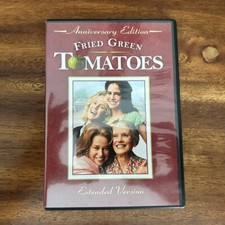 Anniversary Edition
FRIED GREEN
TOMATOES
Extended Version